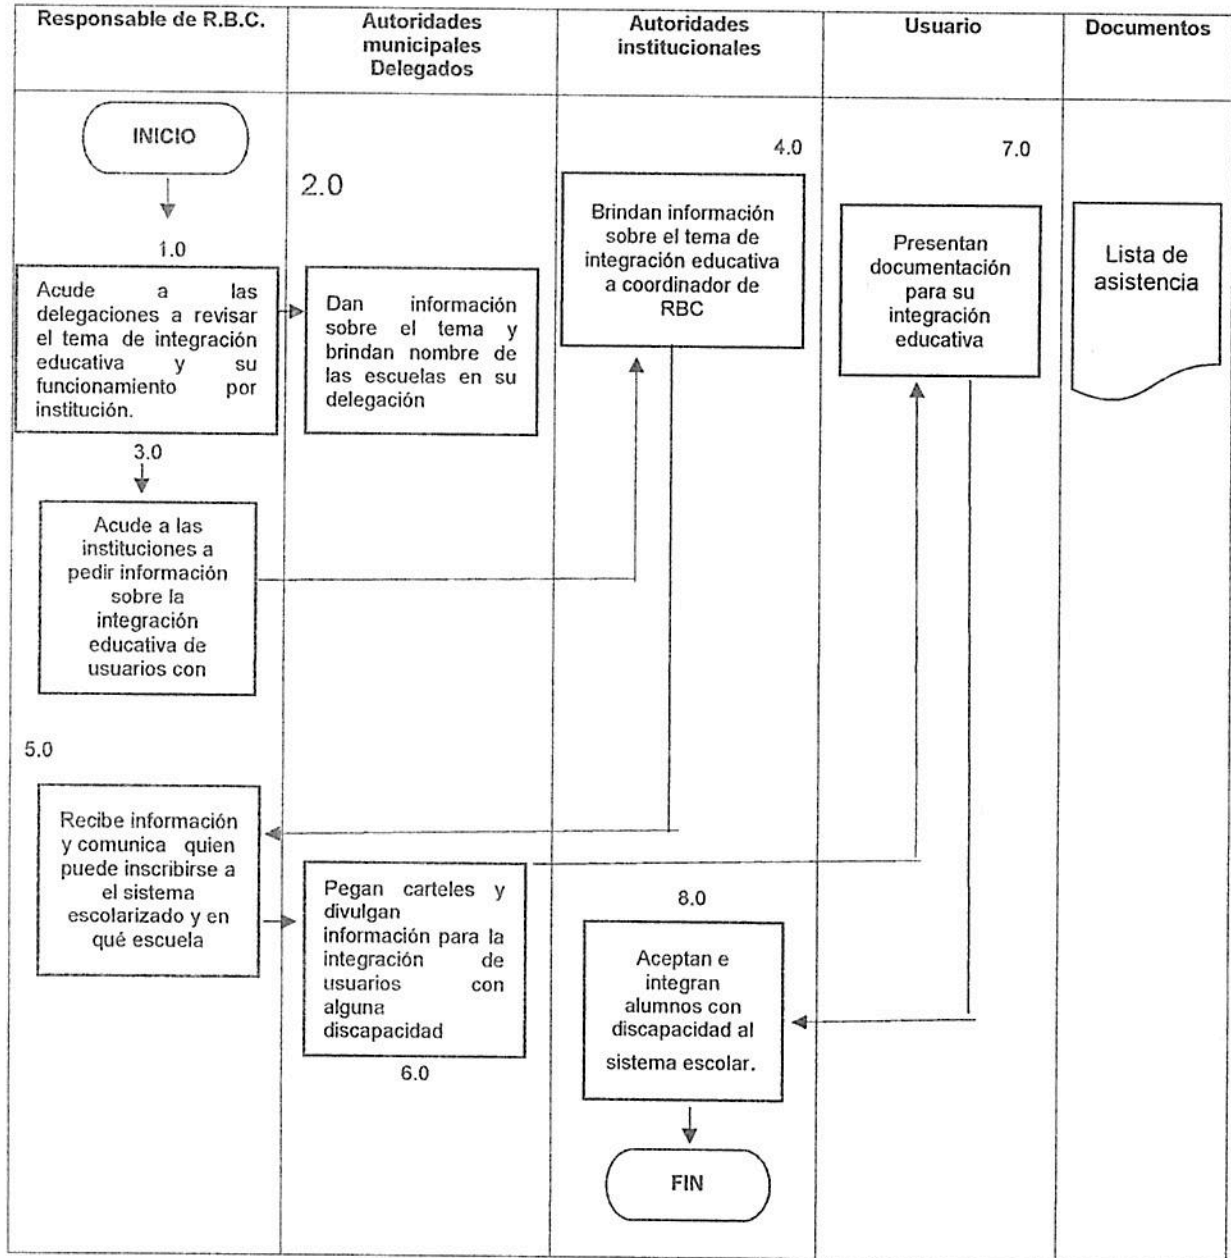 Responsable de R.B.C.
Autoridades
municipales
Delegados
Autoridades
institucionales
Usuario
Documentos
INICIO
1.0
Acude a las
delegaciones a revisar
el tema de integración
educativa y su
funcionamiento por
institución.
2.0
Dan información
sobre el tema y
brindan nombre de
las escuelas en su
delegación
3.0
Acude a las
instituciones a
pedir información
sobre la
integración
educativa de
usuarios con
4.0
Brindan información
sobre el tema de
integración educativa
a coordinador de
RBC
5.0
Recibe información
y comunica quien
puede inscribirse a
el sistema
escolarizado y en
qué escuela
Pegan carteles y
divulgan
información para la
integración de
usuarios con
alguna
discapacidad
6.0
7.0
Presentan
documentación
para su
integración
educativa
8.0
Aceptan e
integran
alumnos con
discapacidad al
sistema escolar.
FIN
Lista de
asistencia